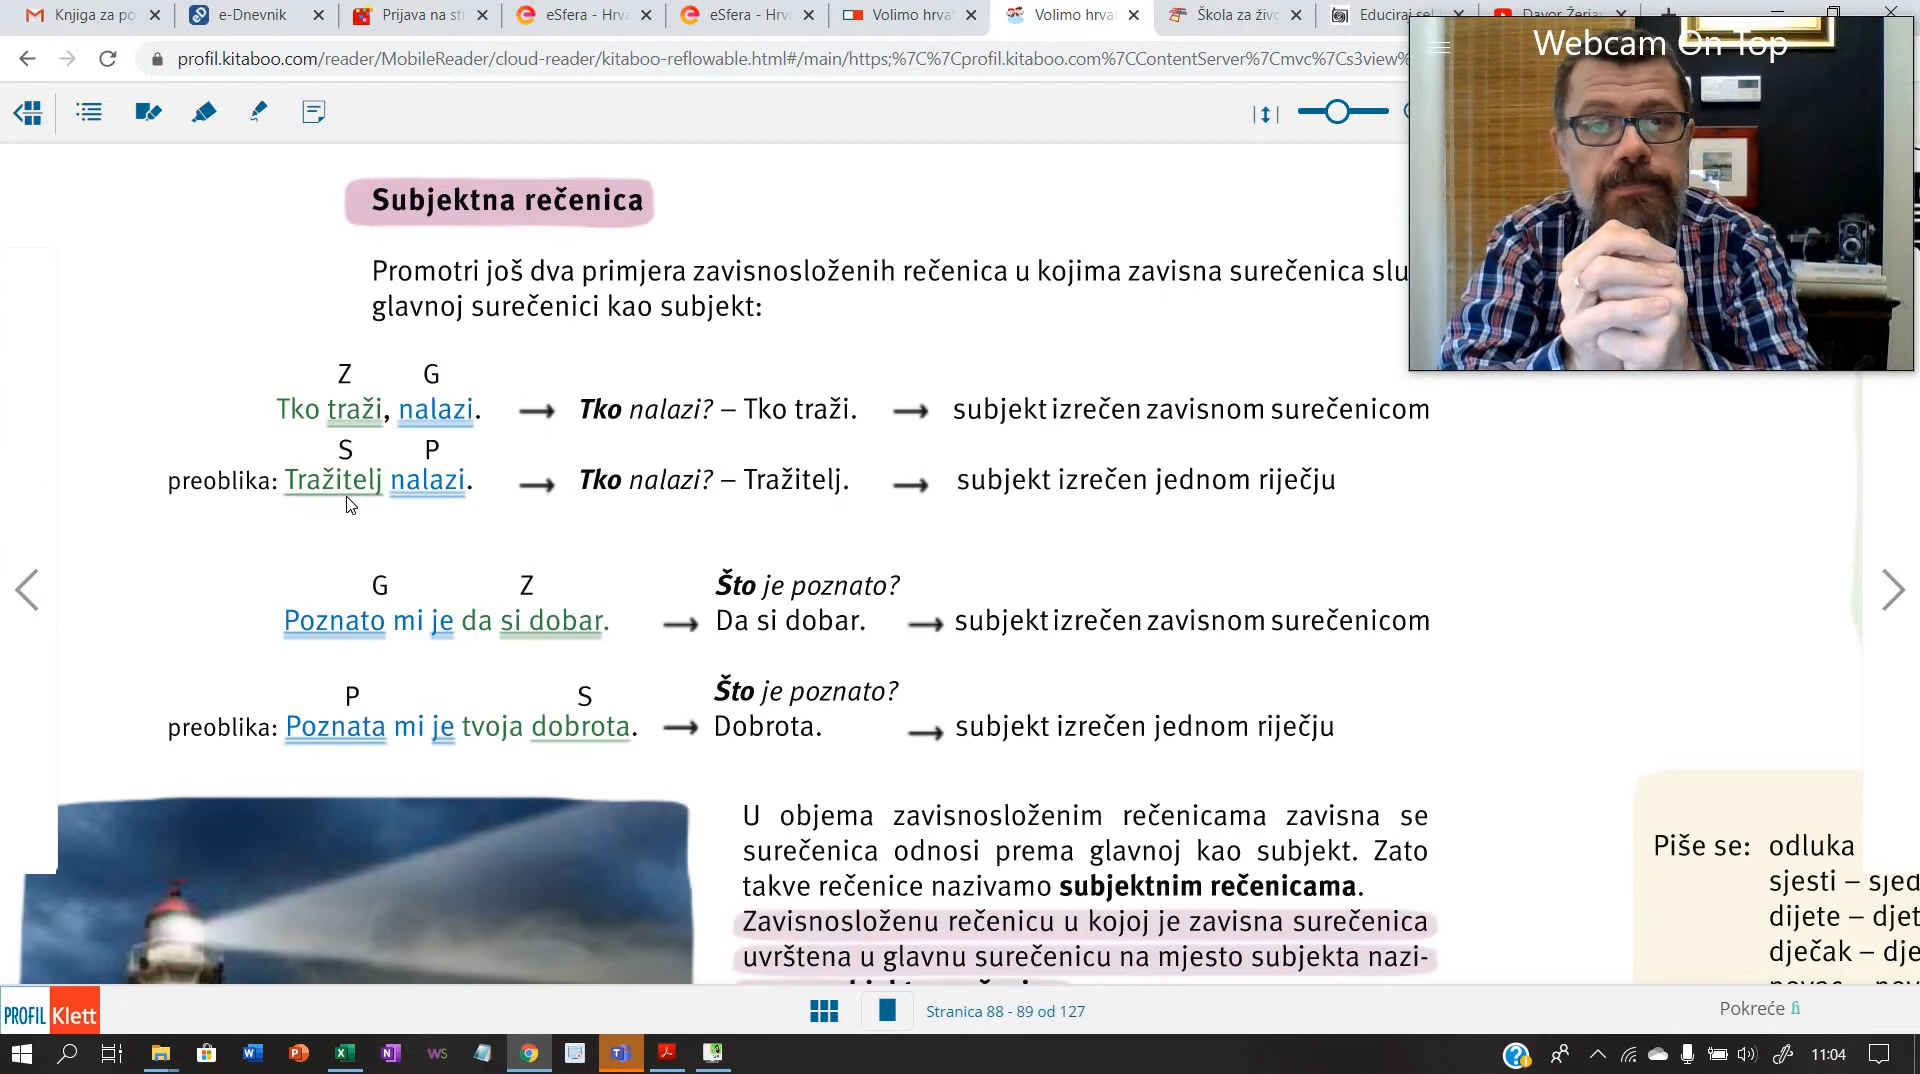 Knjiga za po
e-Dnevnik
Prijava na st
eSfera - Hrv
eSfera - Hrv
Volimo hrva
Volimo hrva
Škola za živo
Educiraj se
Davor Žerja
profil.kitaboo.com/reader/MobileReader/cloud-reader/kitaboo-reflowable.html#/main/https;%7C%7Cprofil.kitaboo.com%7CContentServer%7Cmvc%7Cs3view%
Webcam On Top
Subjektna rečenica
Promotri još dva primjera zavisnosloženih rečenica u kojima zavisna surečenica slu
glavnoj surečenici kao subjekt:
Z G
Tko traži, nalazi. → Tko nalazi? – Tko traži. → subjekt izrečen zavisnom surečenicom
S P
preoblika: Tražitelj nalazi. → Tko nalazi? – Tražitelj. → subjekt izrečen jednom riječju
G Z Što je poznato?
Poznato mi je da si dobar. → Da si dobar. → subjekt izrečen zavisnom surečenicom
P S Što je poznato?
preoblika: Poznata mi je tvoja dobrota. → Dobrota. → subjekt izrečen jednom riječju
U objema zavisnosloženim rečenicama zavisna se
surečenica odnosi prema glavnoj kao subjekt. Zato
takve rečenice nazivamo subjektnim rečenicama.
Zavisnosloženu rečenicu u kojoj je zavisna surečenica
uvrštena u glavnu surečenicu na mjesto subjekta nazi-
Piše se: odluka
sjesti – sjed
dijete – djet
dječak – dje
PROFIL Klett
Stranica 88 - 89 od 127
Pokreće
11:04